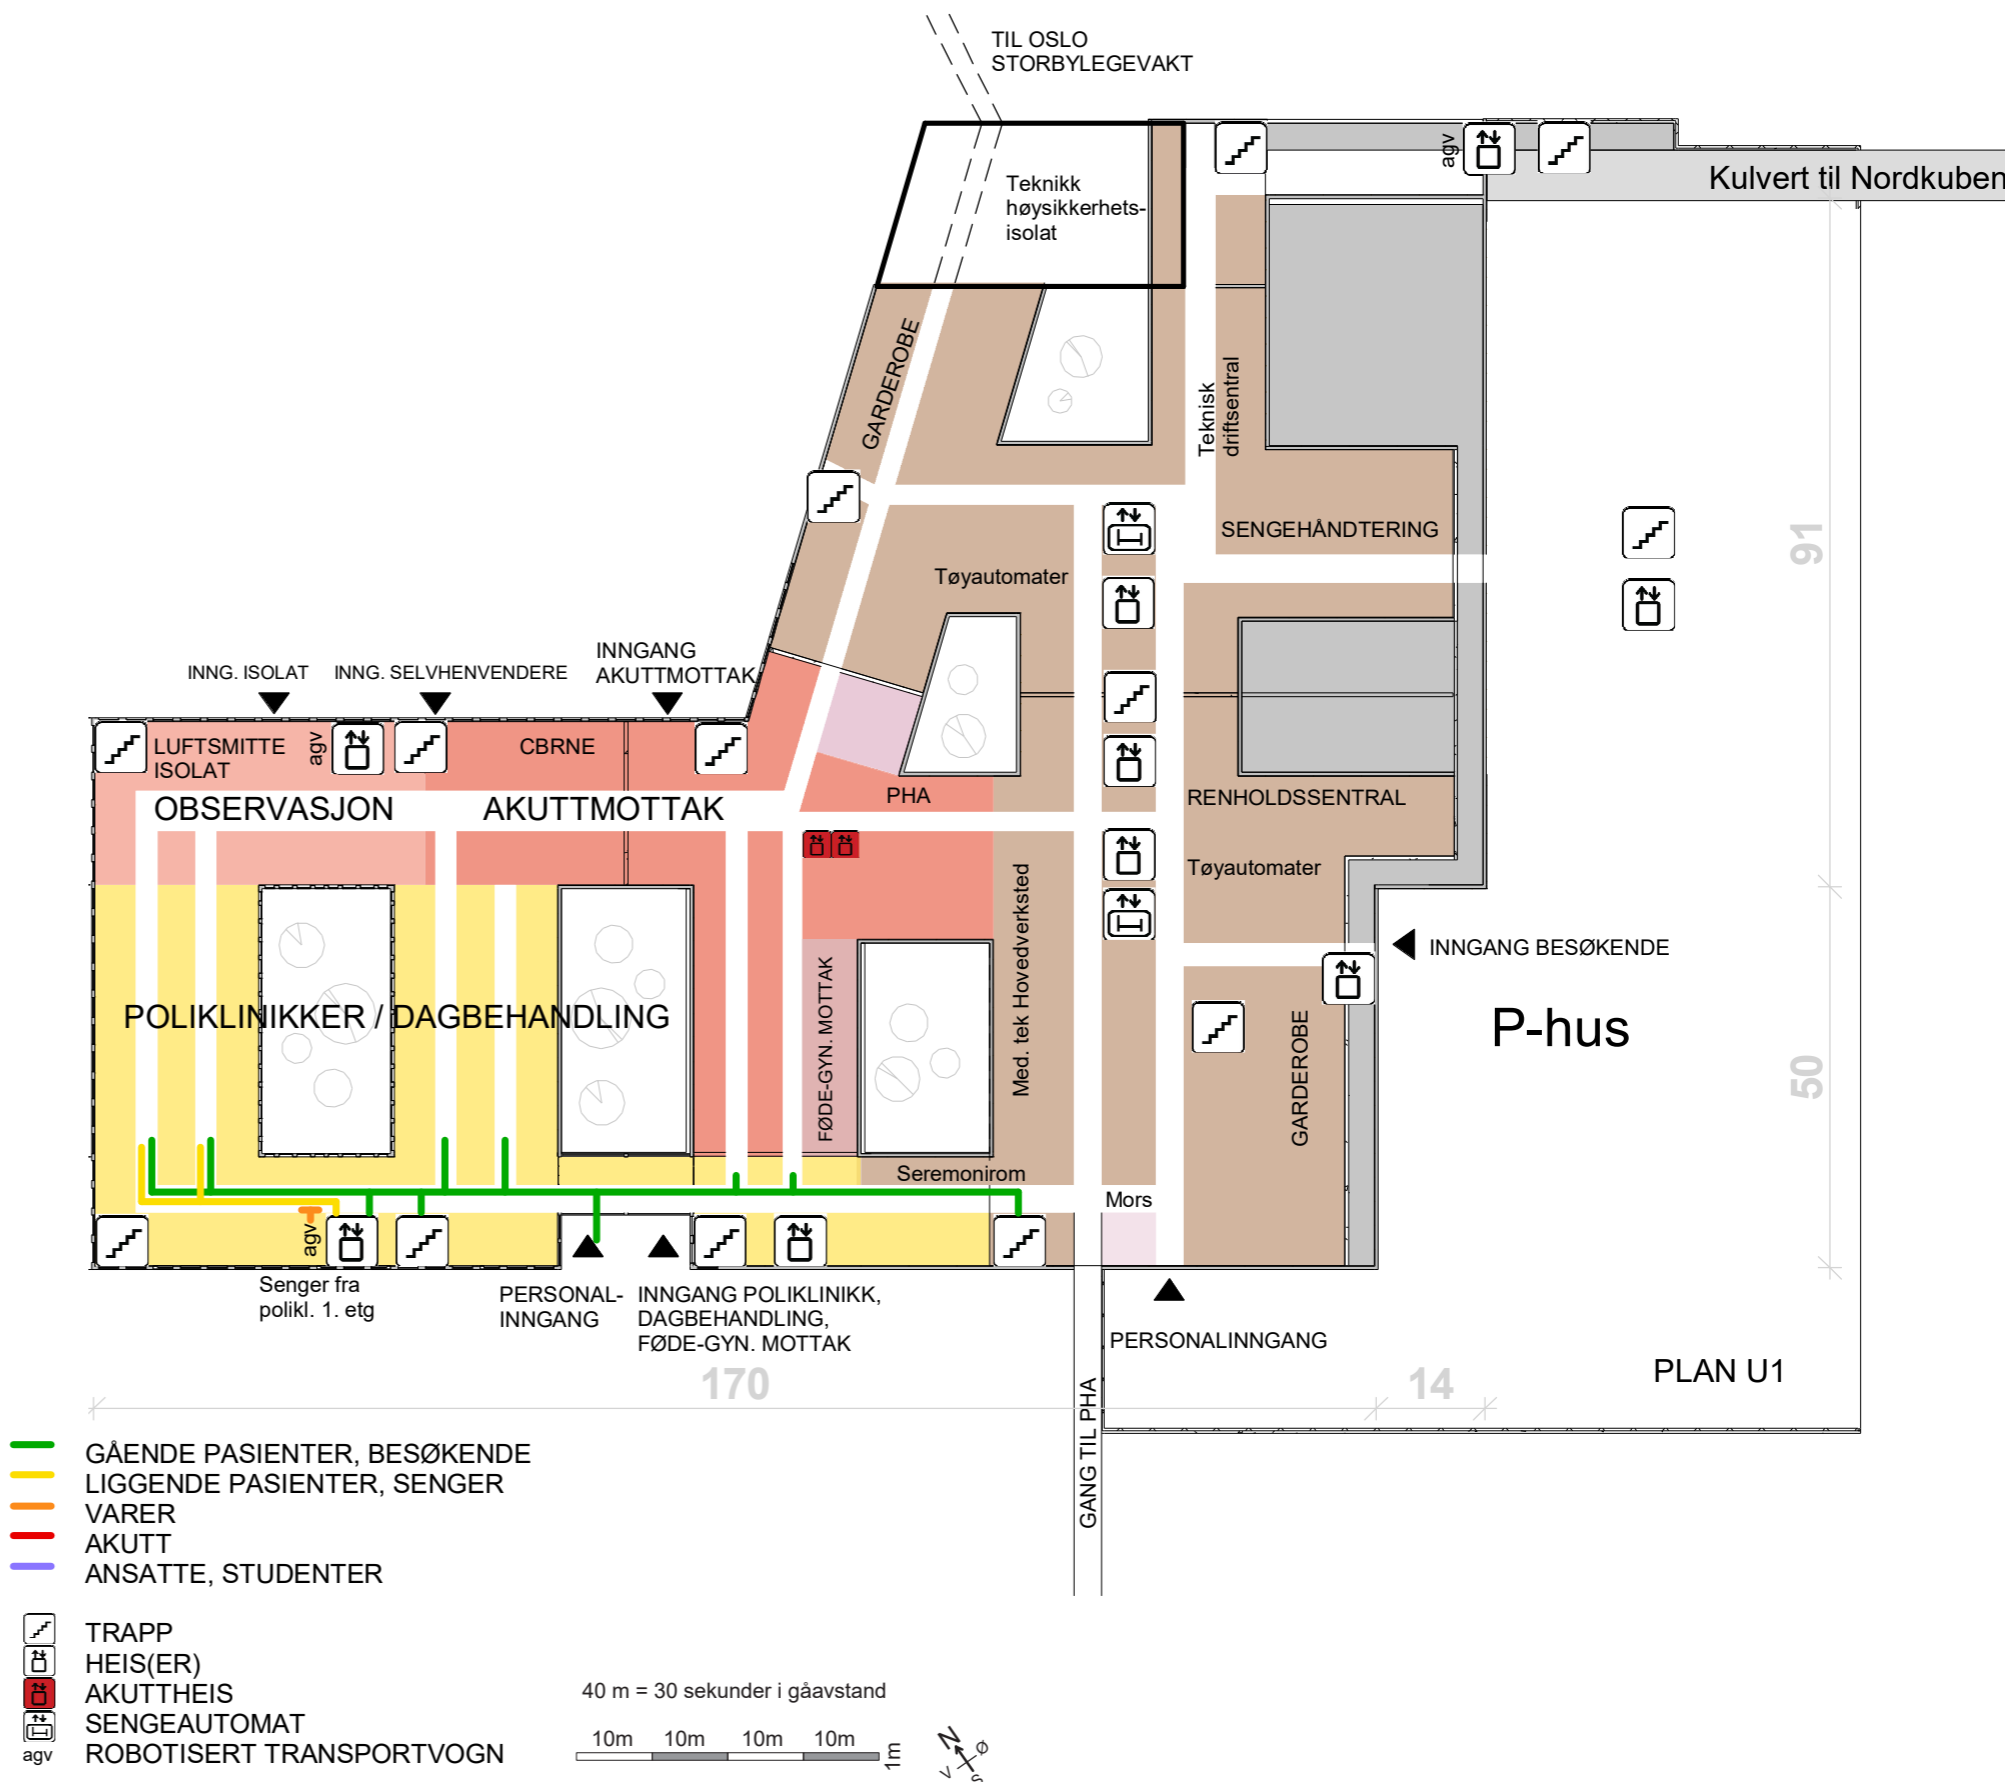 TIL OSLO
STORBYLEGEVAKT
Teknikk
høysikkerhets-
isolat
agv
Kulvert til Nordkuben
GARDEROBE
Teknisk
driftsentral
SENGEHÅNDTERING
91
Tøyautomater
INNG. ISOLAT
INNG. SELVHENVENDERE
INNGANG
AKUTTMOTTAK
LUFTSMITTE
ISOLAT
agv
CBRNE
OBSERVASJON
AKUTTMOTTAK
PHA
RENHOLDSSENTRAL
Tøyautomater
Med. tek Hovedverksted
INNGANG BESØKENDE
POLIKLINIKKER / DAGBEHANDLING
FØDE-GYN. MOTTAK
GARDEROBE
P-hus
50
Seremonirom
Mors
agv
Senger fra
polikl. 1. etg
PERSONAL-
INNGANG
INNGANG POLIKLINIKK,
DAGBEHANDLING,
FØDE-GYN. MOTTAK
PERSONALINNGANG
PLAN U1
170
14
GANG TIL PHA
GÅENDE PASIENTER, BESØKENDE
LIGGENDE PASIENTER, SENGER
VARER
AKUTT
ANSATTE, STUDENTER
TRAPP
HEIS(ER)
AKUTTHEIS
SENGEAUTOMAT
agv ROBOTISERT TRANSPORTVOGN
40 m = 30 sekunder i gåavstand
10m 10m 10m 10m
1m
N
Ø
V
S